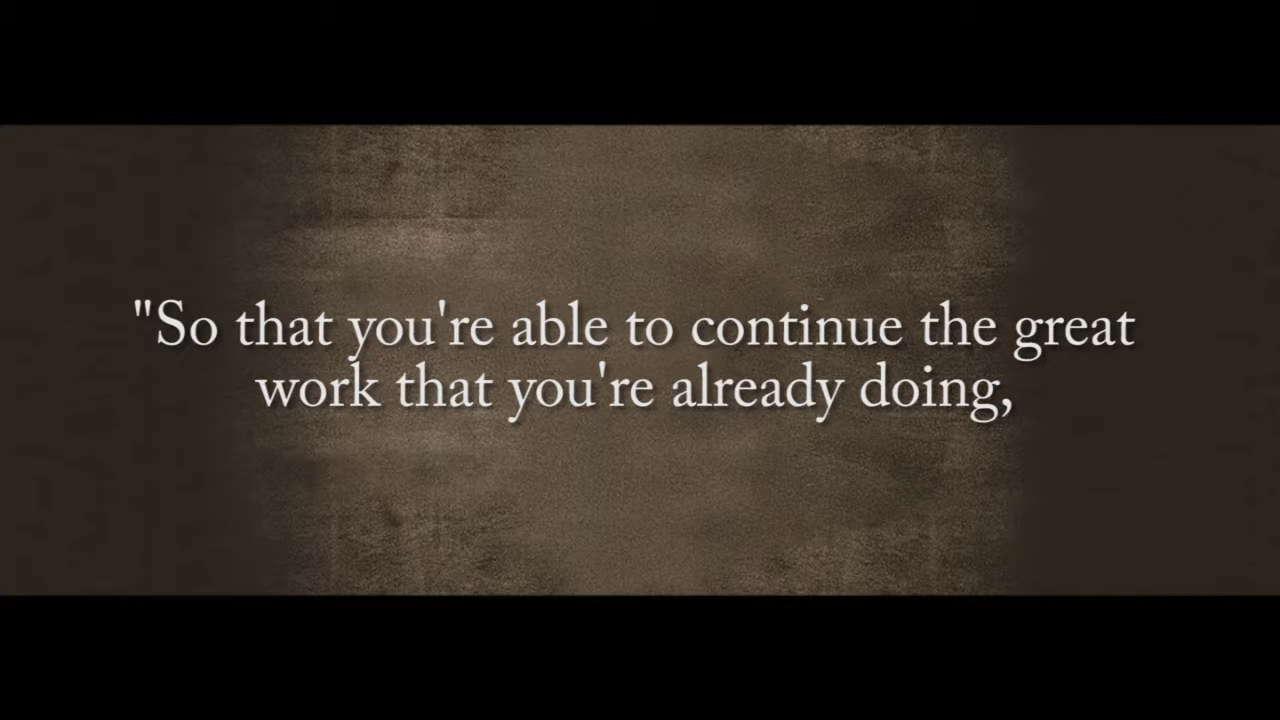 "So that you're able to continue the great
work that you're already doing,